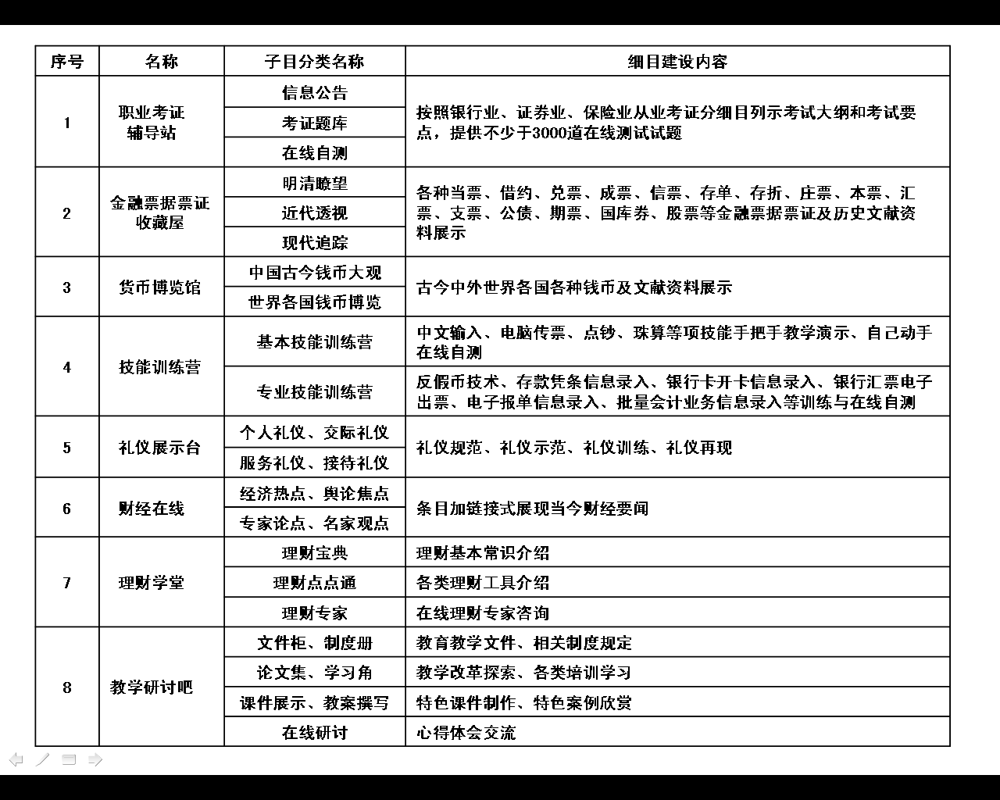 序号 名称 子目分类名称 细目建设内容
1
职业考证
辅导站
信息公告
考证题库
在线自测
按照银行业、证券业、保险业从业考证分细目列示考试大纲和考试要
点，提供不少于3000道在线测试试题
2
金融票据票证
收藏屋
明清瞭望
近代透视
现代追踪
各种当票、借约、兑票、成票、信票、存单、存折、庄票、本票、汇
票、支票、公债、期票、国库券、股票等金融票据票证及历史文献资
料展示
3
货币博览馆
中国古今钱币大观
世界各国钱币博览
古今中外世界各国各种钱币及文献资料展示
4
技能训练营
基本技能训练营
中文输入、电脑传票、点钞、珠算等项技能手把手教学演示、自己动手
在线自测
专业技能训练营
反假币技术、存款凭条信息录入、银行卡开卡信息录入、银行汇票电子
出票、电子报单信息录入、批量会计业务信息录入等训练与在线自测
5
礼仪展示台
个人礼仪、交际礼仪
服务礼仪、接待礼仪
礼仪规范、礼仪示范、礼仪训练、礼仪再现
6
财经在线
经济热点、舆论焦点
专家论点、名家观点
条目加链接式展现当今财经要闻
7
理财学堂
理财宝典
理财基本常识介绍
理财点点通
各类理财工具介绍
理财专家
在线理财专家咨询
8
教学研讨吧
文件柜、制度册
教育教学文件、相关制度规定
论文集、学习角
教学改革探索、各类培训学习
课件展示、教案撰写
特色课件制作、特色案例欣赏
在线研讨
心得体会交流